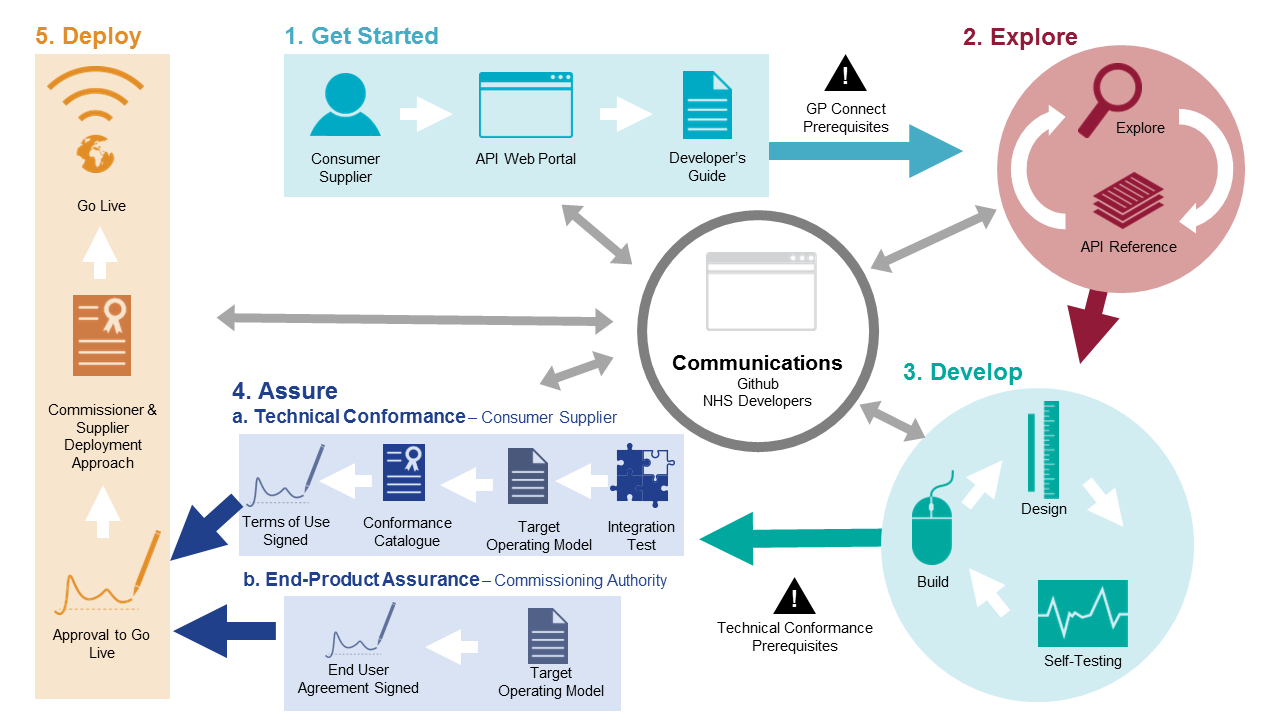 5. Deploy
Go Live
Commissioner &
Supplier
Deployment
Approach
Approval to Go
Live
1. Get Started
Consumer
Supplier
API Web Portal
Developer's
Guide
!
GP Connect
Prerequisites
2. Explore
Explore
API Reference
Communications
Github
NHS Developers
3. Develop
Design
Build
Self-Testing
!
Technical Conformance
Prerequisites
4. Assure
a. Technical Conformance – Consumer Supplier
Terms of Use
Signed
Conformance
Catalogue
Target
Operating Model
Integration
Test
b. End-Product Assurance – Commissioning Authority
End User
Agreement Signed
Target
Operating Model